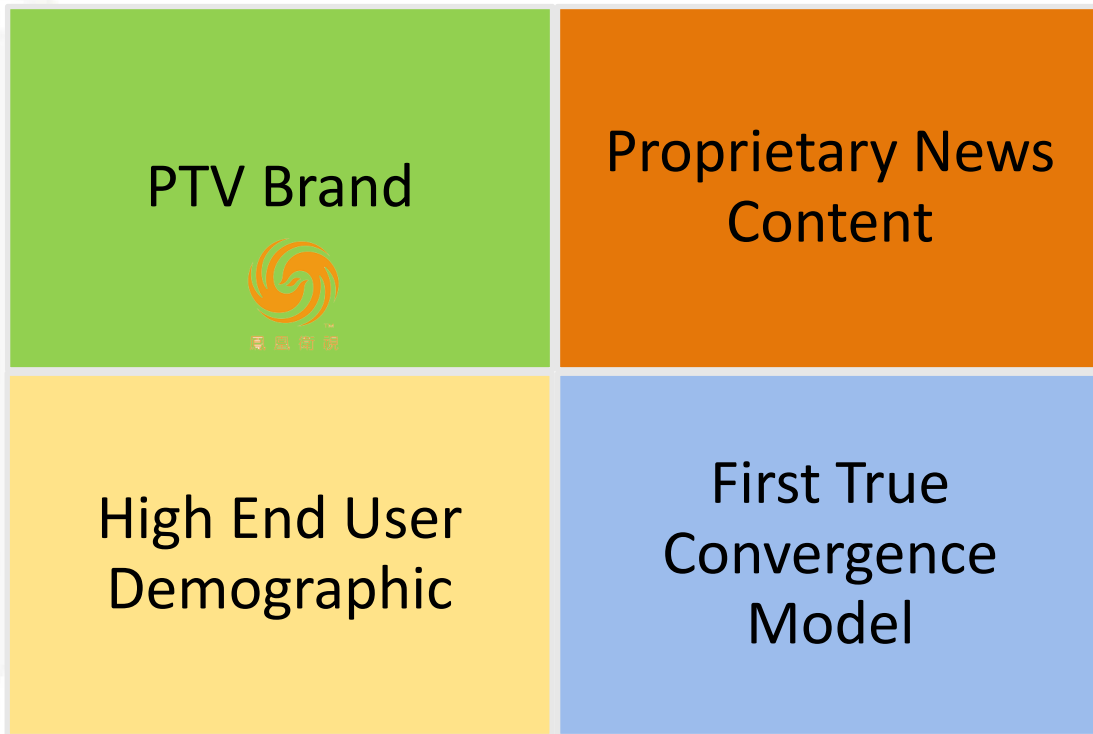 PTV Brand
Proprietary News
Content
High End User
Demographic
First True
Convergence
Model